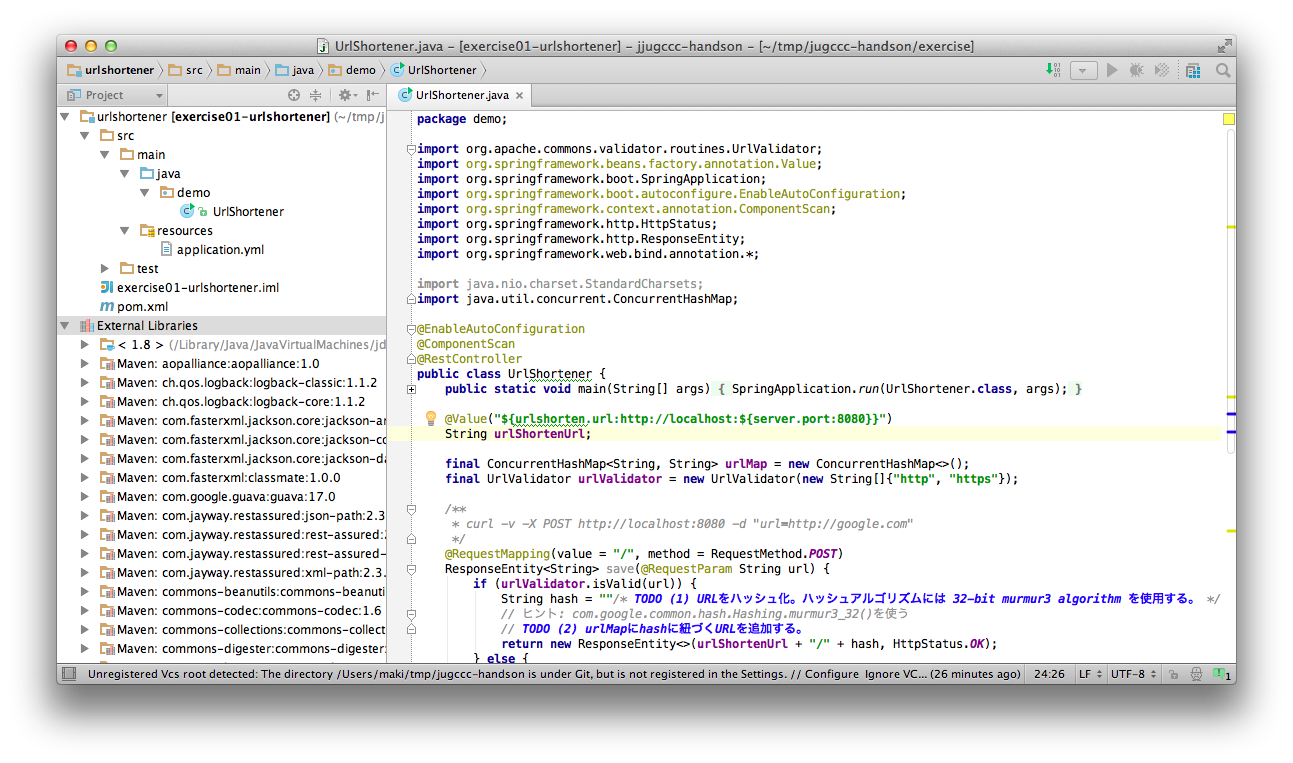 UrlShortener.java – [exercise01-urlshortener] – jjugccc-handson – [~/tmp/jugccc-handson/exercise]
urlshortener src main java demo UrlShortener
Project
UrlShortener.java
urlshortener [exercise01-urlshortener] (~/tmp/j
src
main
java
demo
UrlShortener
resources
application.yml
test
exercise01-urlshortener.iml
pom.xml
External Libraries
< 1.8 > (/Library/Java/JavaVirtualMachines/jd
Maven: aopalliance:aopalliance:1.0
Maven: ch.qos.logback:logback-classic:1.1.2
Maven: ch.qos.logback:logback-core:1.1.2
Maven: com.fasterxml.jackson.core:jackson-an
Maven: com.fasterxml.jackson.core:jackson-co
Maven: com.fasterxml.jackson.core:jackson-da
Maven: com.fasterxml:classmate:1.0.0
Maven: com.google.guava:guava:17.0
Maven: com.jayway.restassured:json-path:2.3
Maven: com.jayway.restassured:rest-assured:2
Maven: com.jayway.restassured:rest-assured-
Maven: com.jayway.restassured:xml-path:2.3.
Maven: commons-beanutils:commons-beanuti
Maven: commons-codec:commons-codec:1.6
Maven: commons-collections:commons-collect
Maven: commons-digester:commons-digester:
package demo;
import org.apache.commons.validator.routines.UrlValidator;
import org.springframework.beans.factory.annotation.Value;
import org.springframework.boot.SpringApplication;
import org.springframework.boot.autoconfigure.EnableAutoConfiguration;
import org.springframework.context.annotation.ComponentScan;
import org.springframework.http.HttpStatus;
import org.springframework.http.ResponseEntity;
import org.springframework.web.bind.annotation.*;
import java.nio.charset.StandardCharsets;
import java.util.concurrent.ConcurrentHashMap;
@EnableAutoConfiguration
@ComponentScan
@RestController
public class UrlShortener {
public static void main(String[] args) { SpringApplication.run(UrlShortener.class, args); }
@Value("${urlshorten.url:http://localhost:${server.port:8080}}")
String urlShortenUrl;
final ConcurrentHashMap<String, String> urlMap = new ConcurrentHashMap<>();
final UrlValidator urlValidator = new UrlValidator(new String[]{"http", "https"});
/**
* curl -v -X POST http://localhost:8080 -d "url=http://google.com"
*/
@RequestMapping(value = "/", method = RequestMethod.POST)
ResponseEntity<String> save(@RequestParam String url) {
if (urlValidator.isValid(url)) {
String hash = ""/* TODO (1) URLをハッシュ化。ハッシュアルゴリズムには 32-bit murmur3 algorithm を使用する。 */
// ヒント: com.google.common.hash.Hashing.murmur3_32()を使う
// TODO (2) urlMapにhashに紐づくURLを追加する。
return new ResponseEntity<>(urlShortenUrl + "/" + hash, HttpStatus.OK);
} else {
Unregistered Vcs root detected: The directory /Users/maki/tmp/jugccc-handson is under Git, but is not registered in the Settings. // Configure Ignore VC... (26 minutes ago) 24:26 LF UTF-8 1